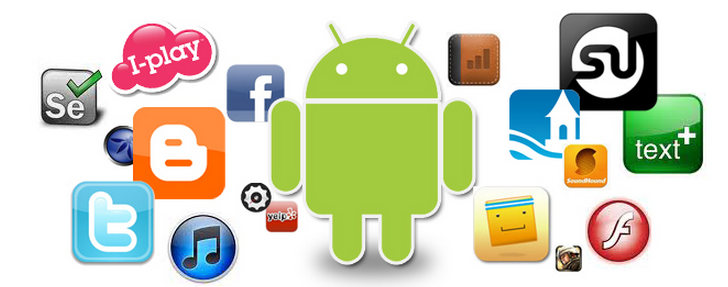 I-play
Se
f
SU
text+
B
SoundHound
t
yelp
f